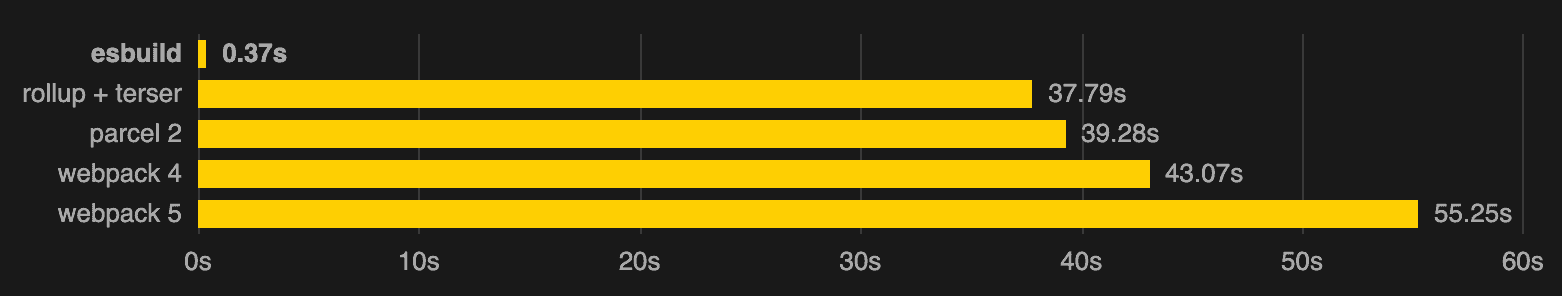 esbuild 0.37s
rollup + terser 37.79s
parcel 2 39.28s
webpack 4 43.07s
webpack 5 55.25s
0s 10s 20s 30s 40s 50s 60s